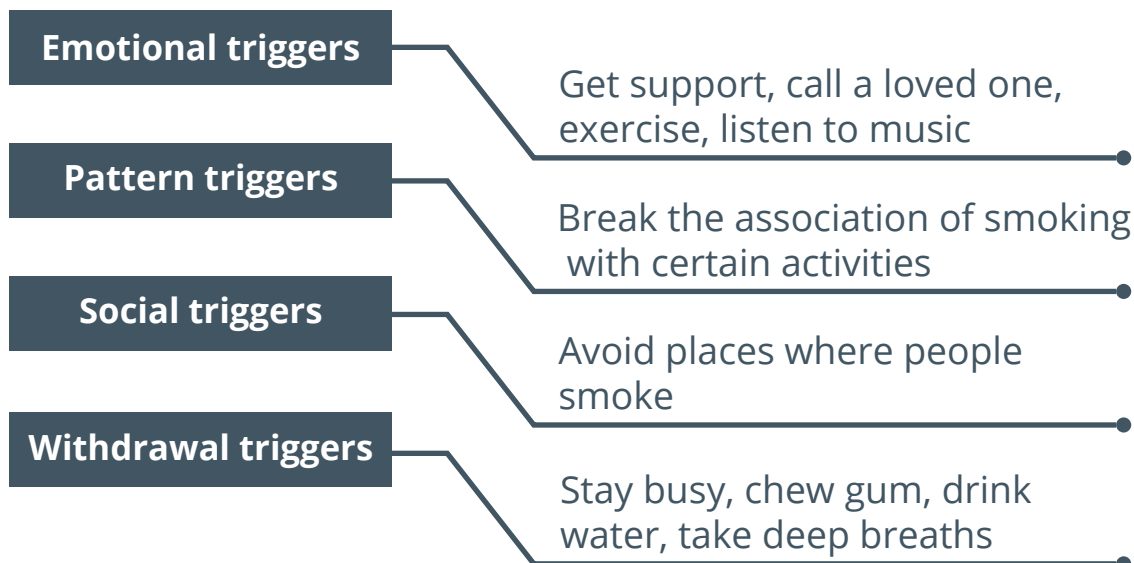 Emotional triggers
Get support, call a loved one,
exercise, listen to music
Pattern triggers
Break the association of smoking
with certain activities
Social triggers
Avoid places where people
smoke
Withdrawal triggers
Stay busy, chew gum, drink
water, take deep breaths